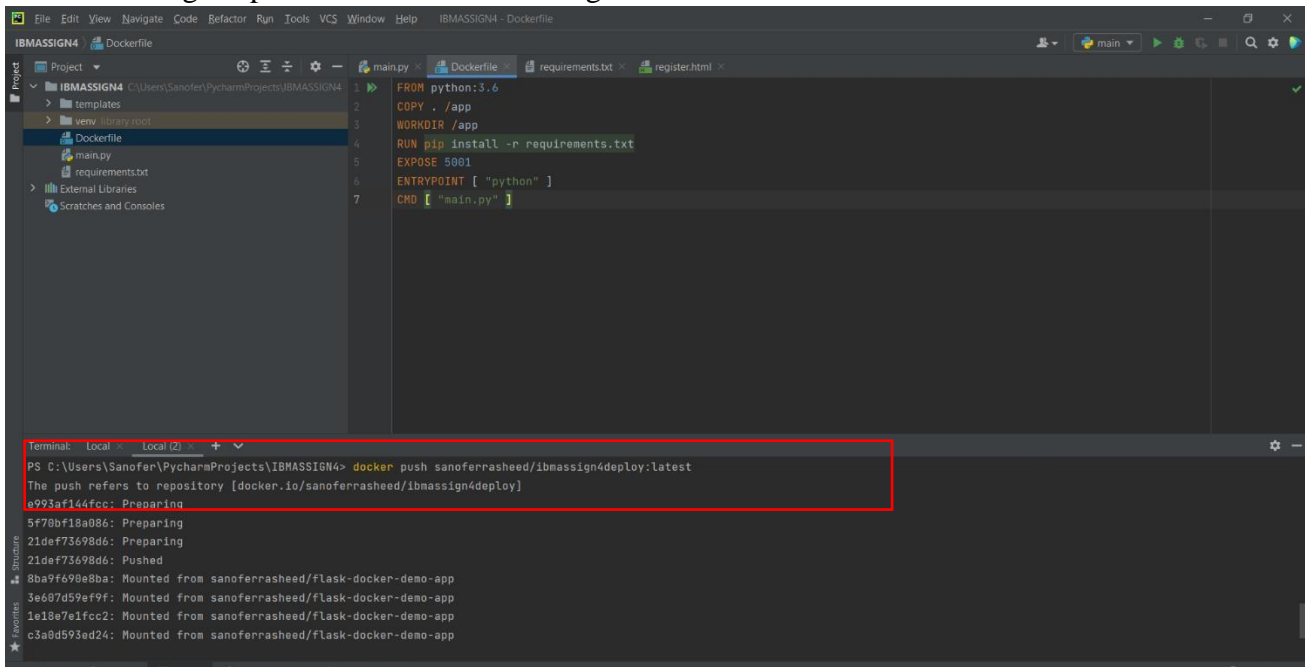 File Edit View Navigate Code Refactor Run Tools VCS Window Help IBMASSIGN4 - Dockerfile
IBMASSIGN4 Dockerfile
main
Project
Project
main.py
Dockerfile
requirements.txt
register.html
IBMASSIGN4 C:\Users\Sanofer\PycharmProjects\IBMASSIGN4
templates
venv library root
Dockerfile
main.py
requirements.txt
External Libraries
Scratches and Consoles
1 FROM python:3.6
2 COPY . /app
3 WORKDIR /app
4 RUN pip install -r requirements.txt
5 EXPOSE 5001
6 ENTRYPOINT [ "python" ]
7 CMD [ "main.py" ]
Terminal: Local Local (2)
PS C:\Users\Sanofer\PycharmProjects\IBMASSIGN4> docker push sanoferrasheed/ibmassign4deploy:latest
The push refers to repository [docker.io/sanoferrasheed/ibmassign4deploy]
e993af144fcc: Preparing
5f70bf18a086: Preparing
21def73698d6: Preparing
21def73698d6: Pushed
8ba9f690e8ba: Mounted from sanoferrasheed/flask-docker-demo-app
3e607d59ef9f: Mounted from sanoferrasheed/flask-docker-demo-app
1e18e7e1fcc2: Mounted from sanoferrasheed/flask-docker-demo-app
c3a0d593ed24: Mounted from sanoferrasheed/flask-docker-demo-app
Structure
Favorites